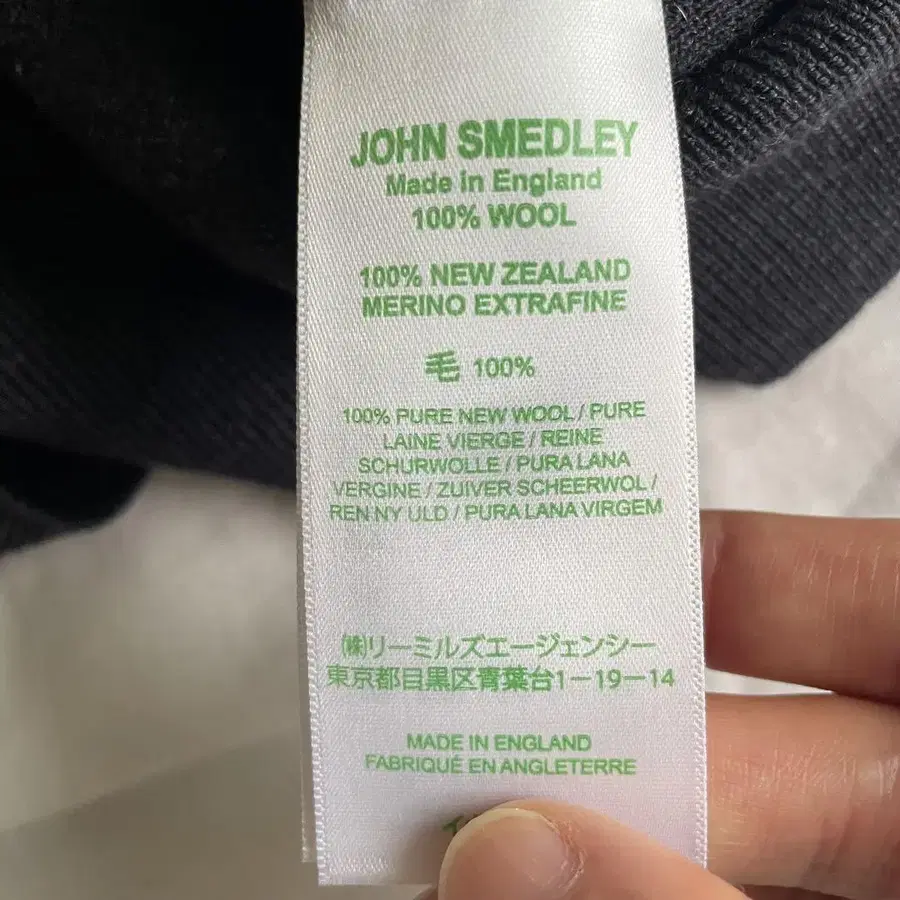 JOHN SMEDLEY
Made in England
100% WOOL
100% NEW ZEALAND
MERINO EXTRAFINE
毛 100%
100% PURE NEW WOOL / PURE
LAINE VIERGE / REINE
SCHURWOLLE / PURA LANA
VERGINE / ZUIVER SCHEERWOL /
REN NY ULD / PURA LANA VIRGEM
㈱リーミルズエージェンシー
東京都目黒区青葉台1-19-14
MADE IN ENGLAND
FABRIQUÉ EN ANGLETERRE